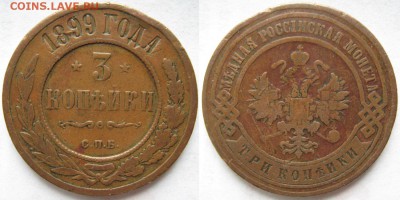 COINS.LAVE.RU
1899 ГОДА
* 3 *
КОПѢЙКИ
С.П.Б.
МѢДНАЯ РОССІЙСКАЯ МОНЕТА
ТРИ КОПѢЙКИ